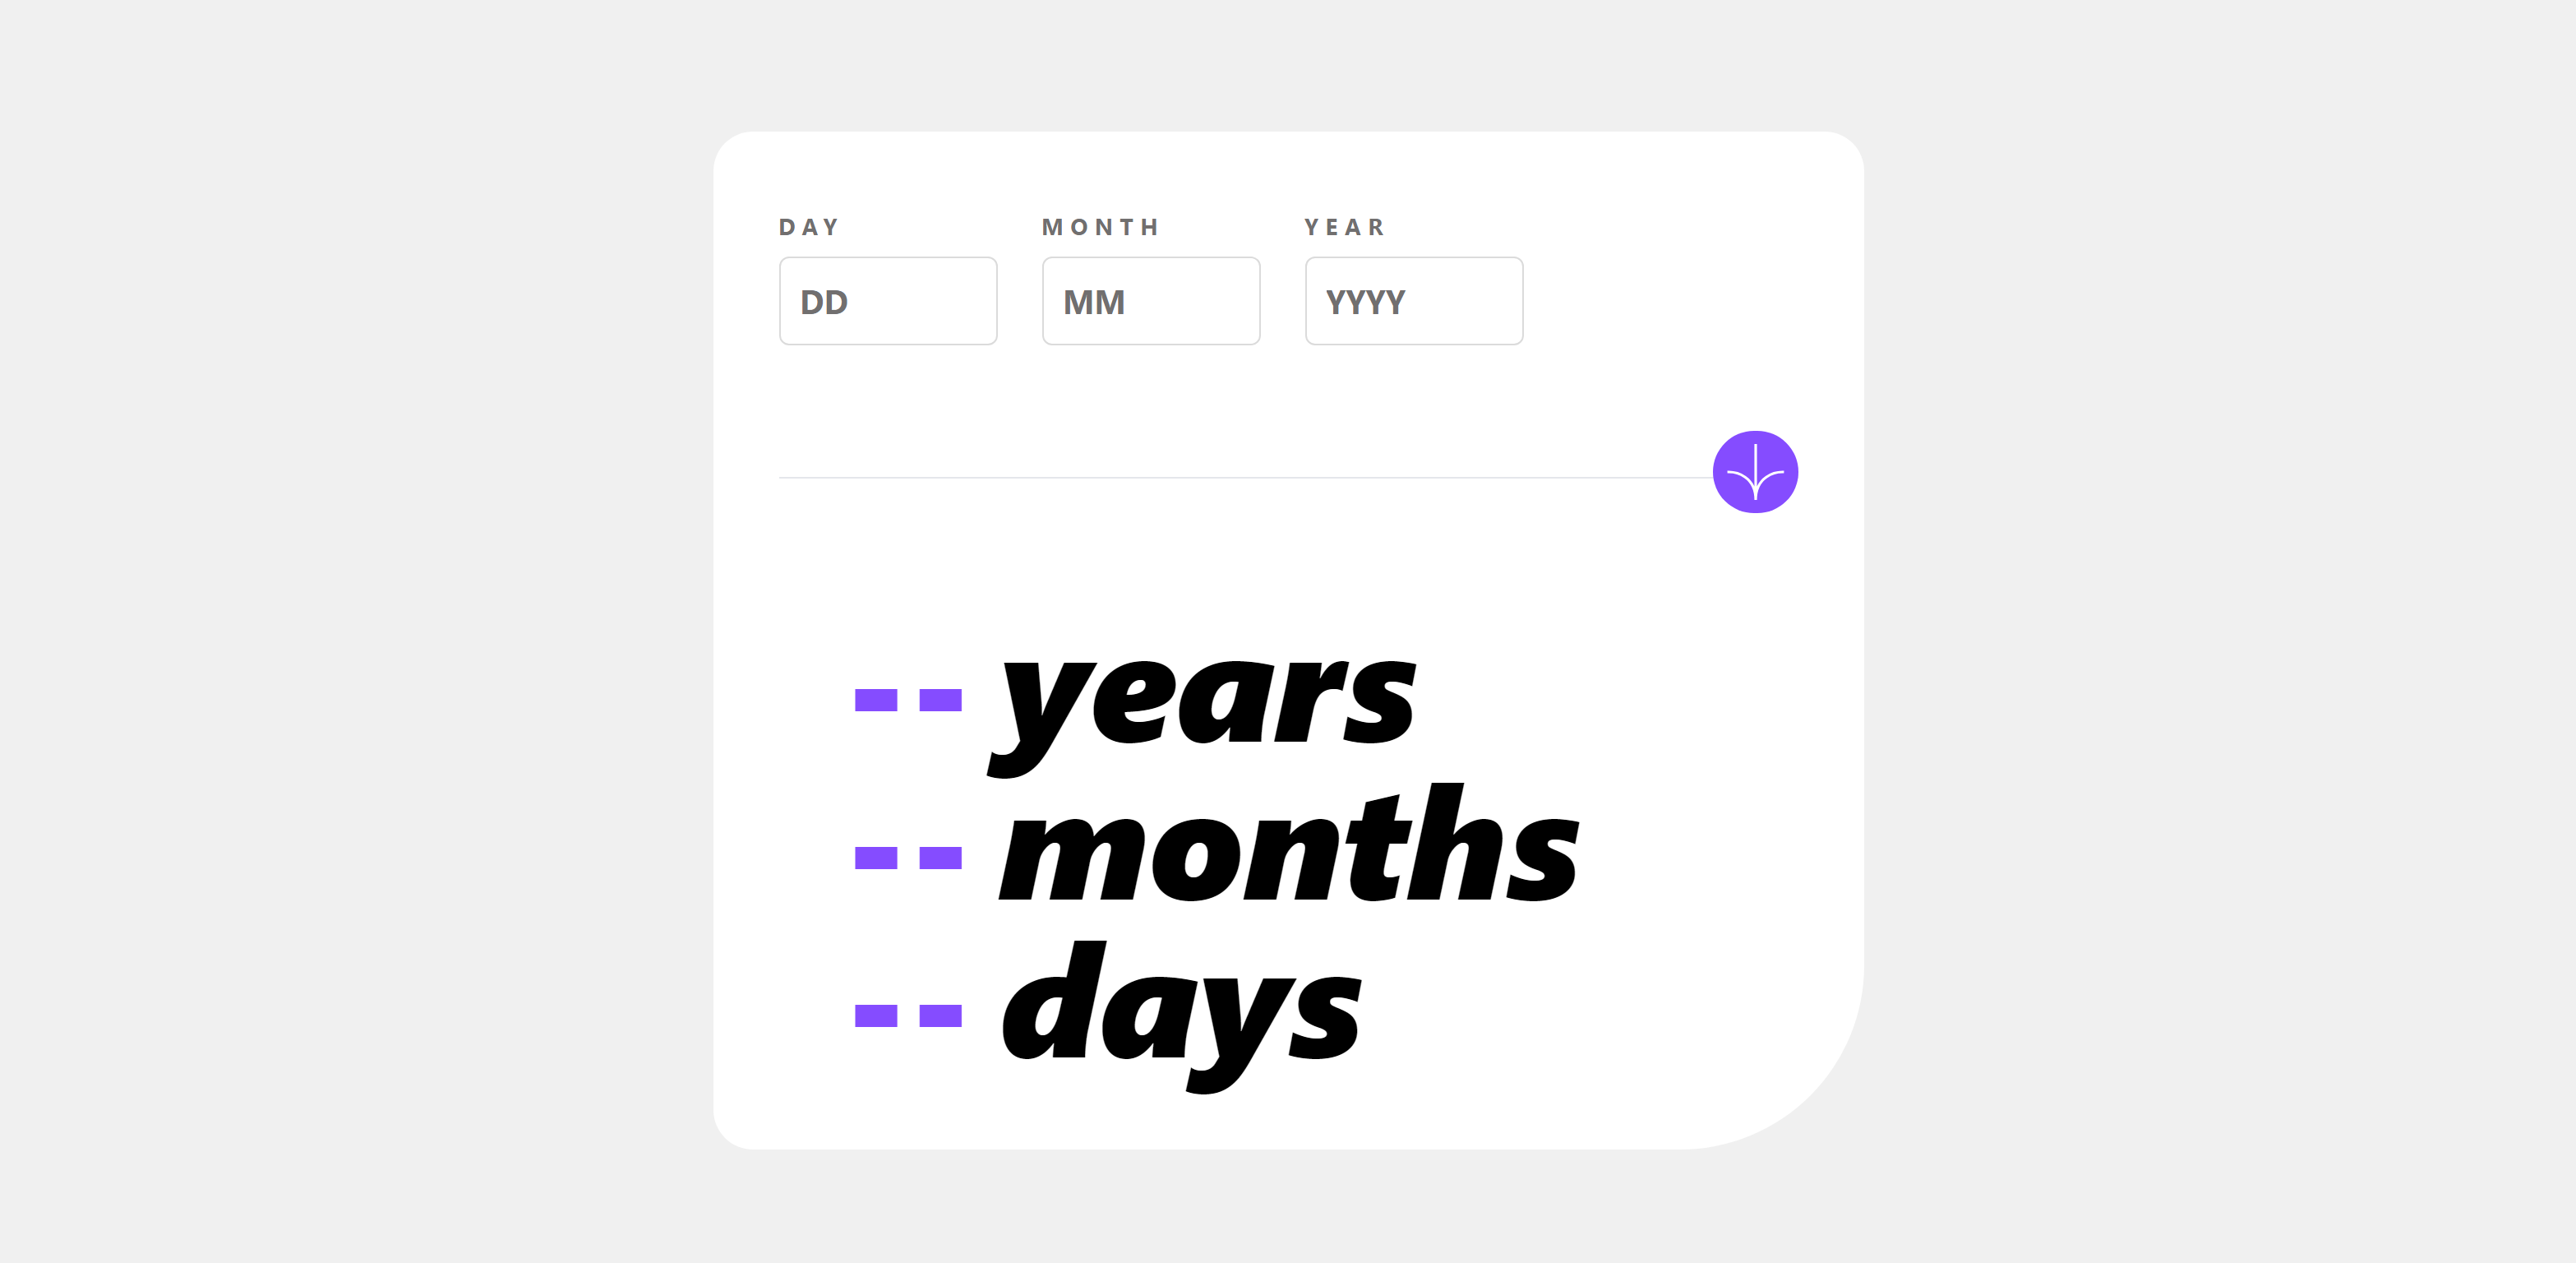 DAY MONTH YEAR
DD MM YYYY
-- years
-- months
-- days